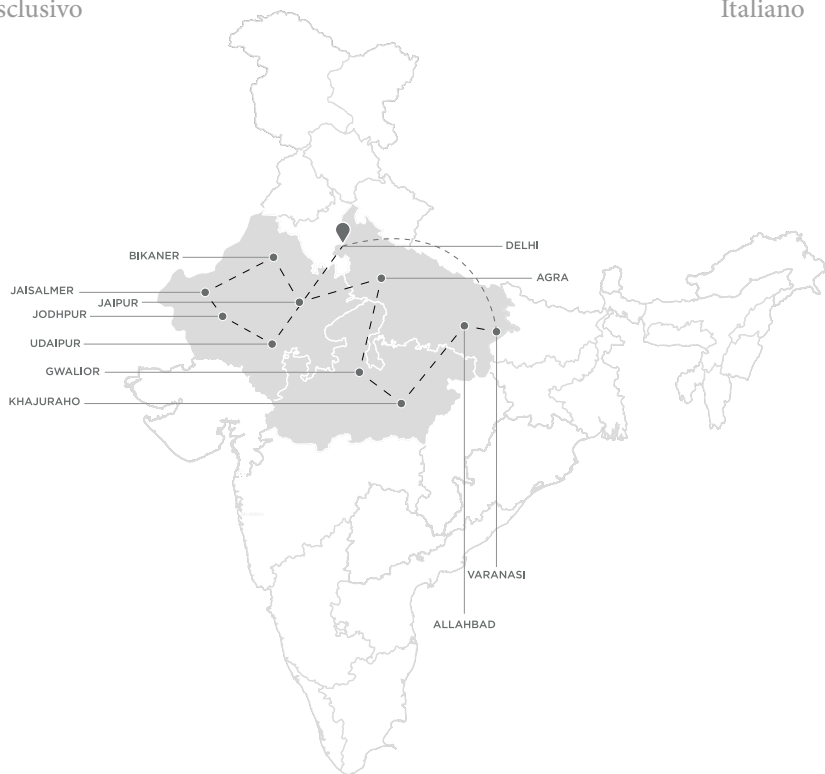 sclusivo
Italiano
DELHI
BIKANER
AGRA
JAISALMER
JAIPUR
JODHPUR
UDAIPUR
GWALIOR
KHAJURAHO
VARANASI
ALLAHBAD